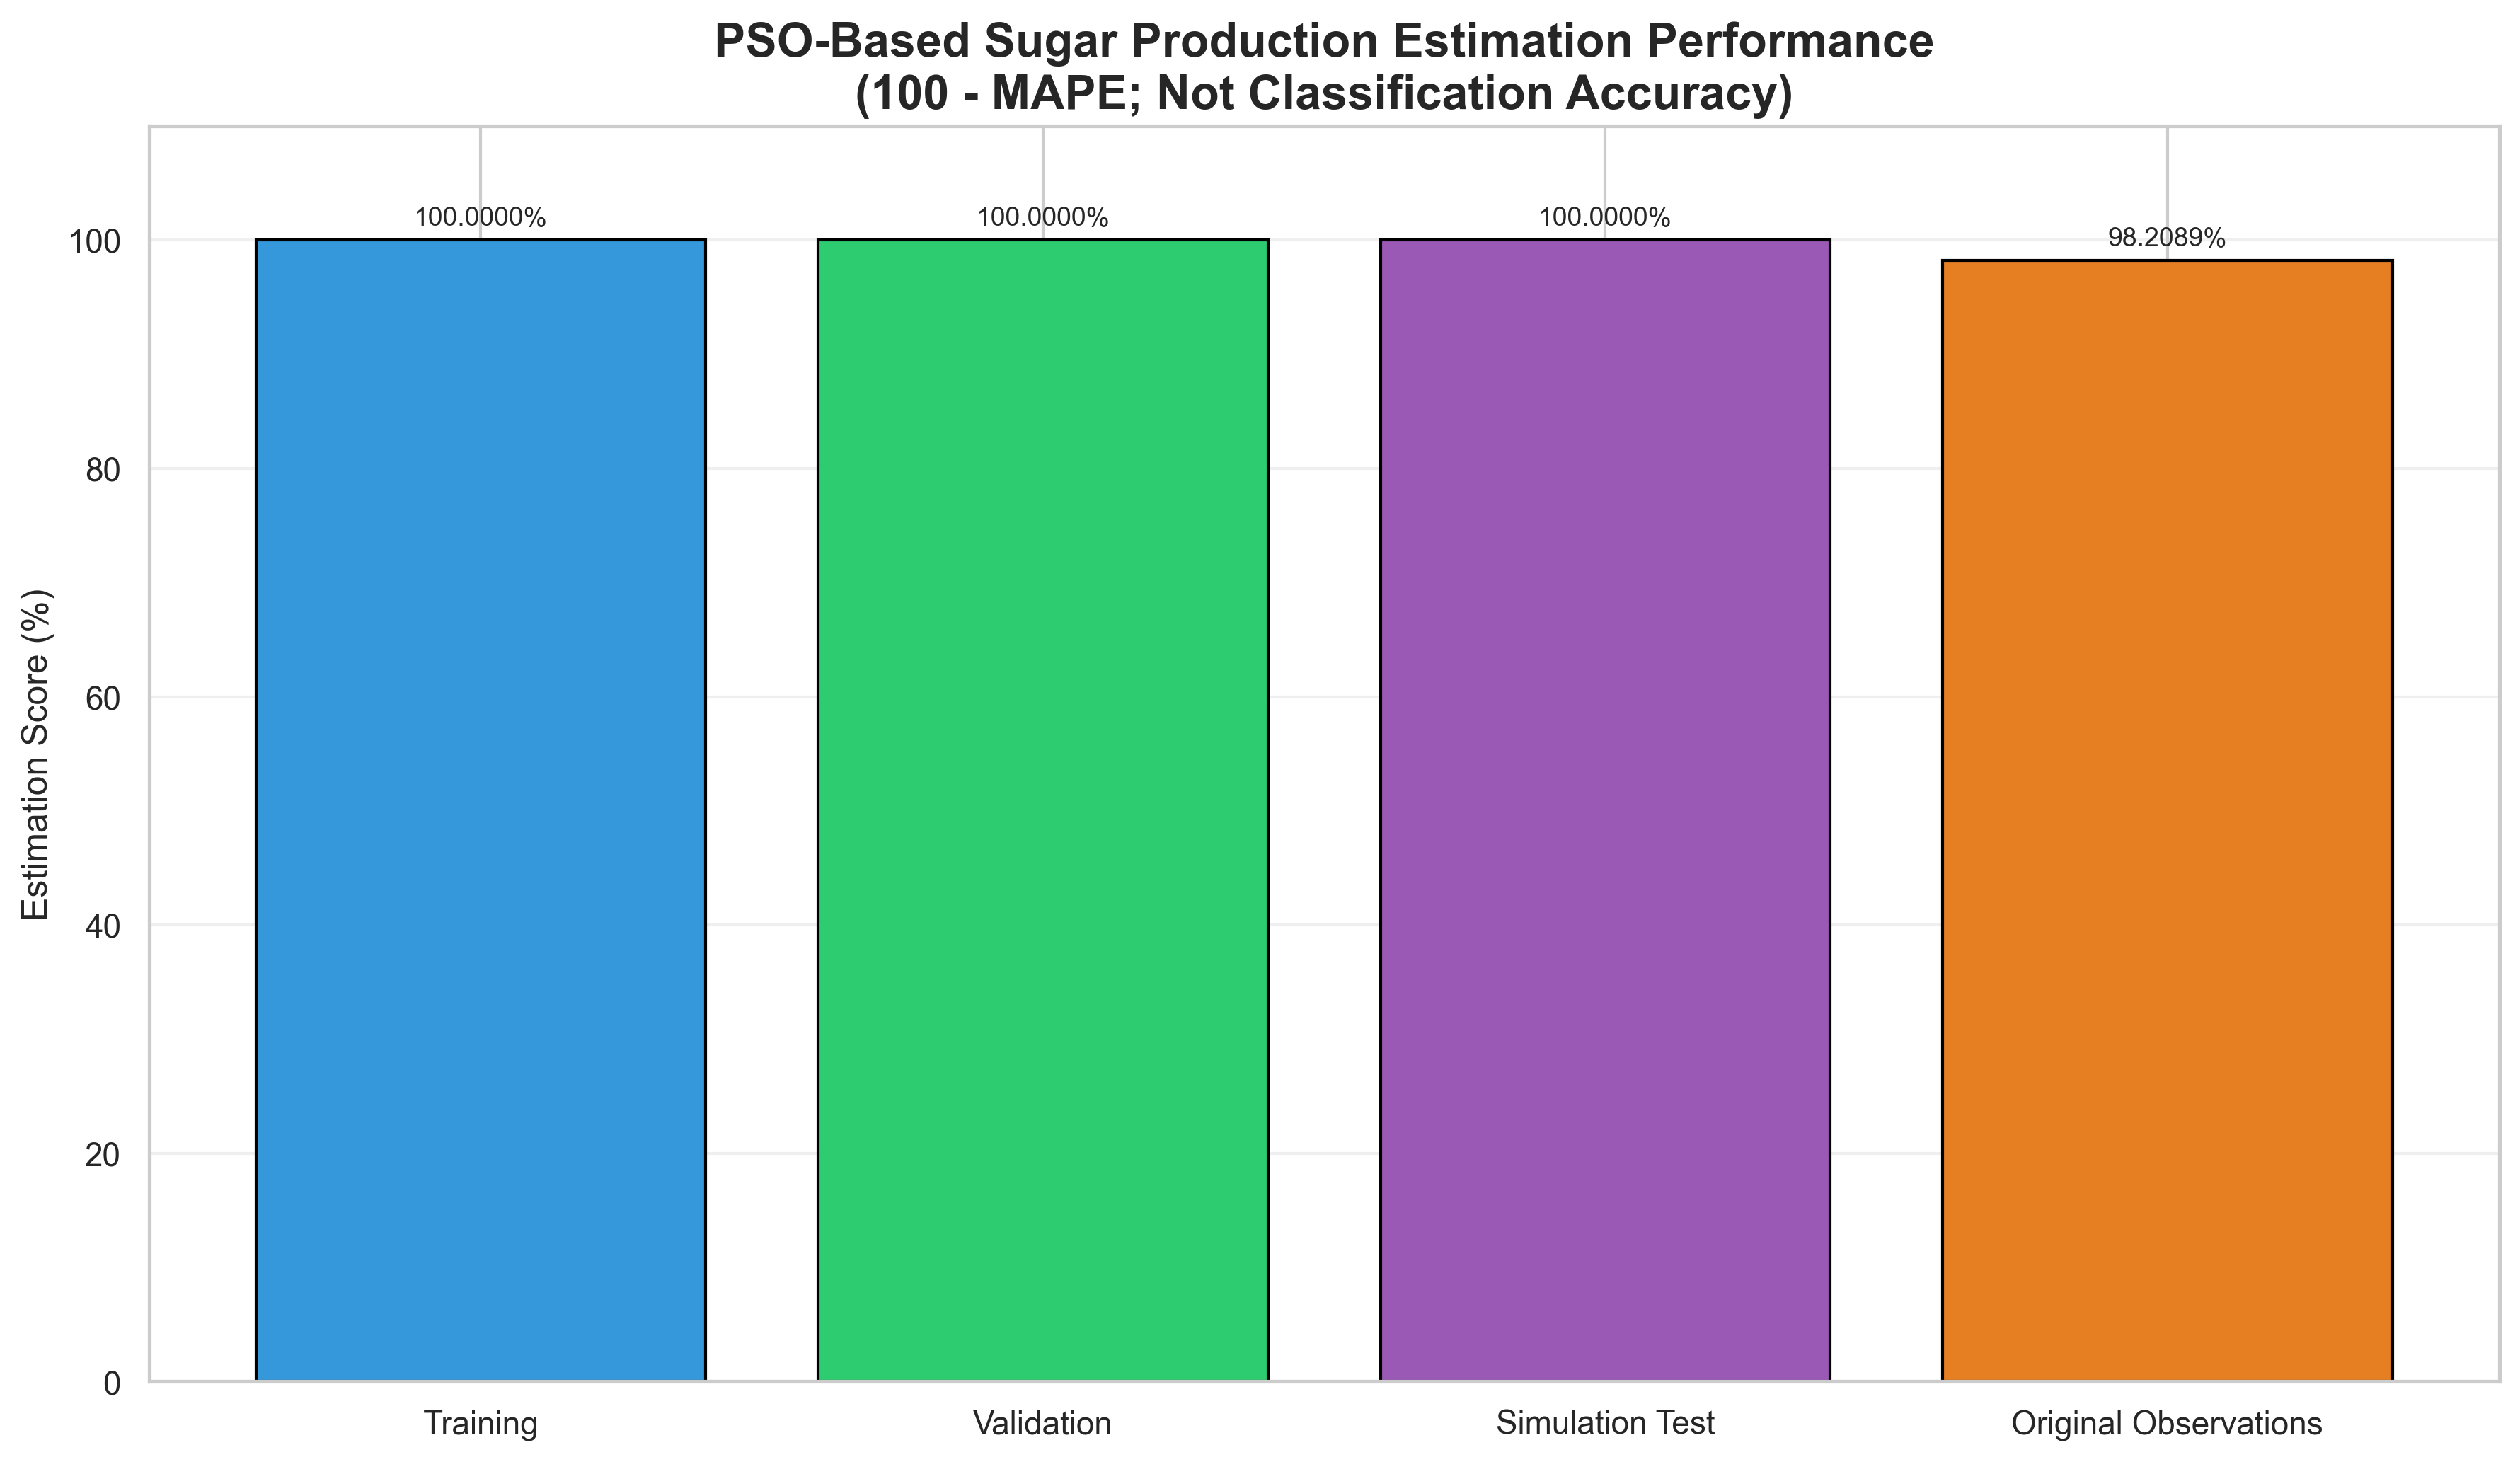 PSO-Based Sugar Production Estimation Performance
(100 - MAPE; Not Classification Accuracy)
100.0000%
100.0000%
100.0000%
98.2089%
100
80
60
40
20
0
Estimation Score (%)
Training
Validation
Simulation Test
Original Observations